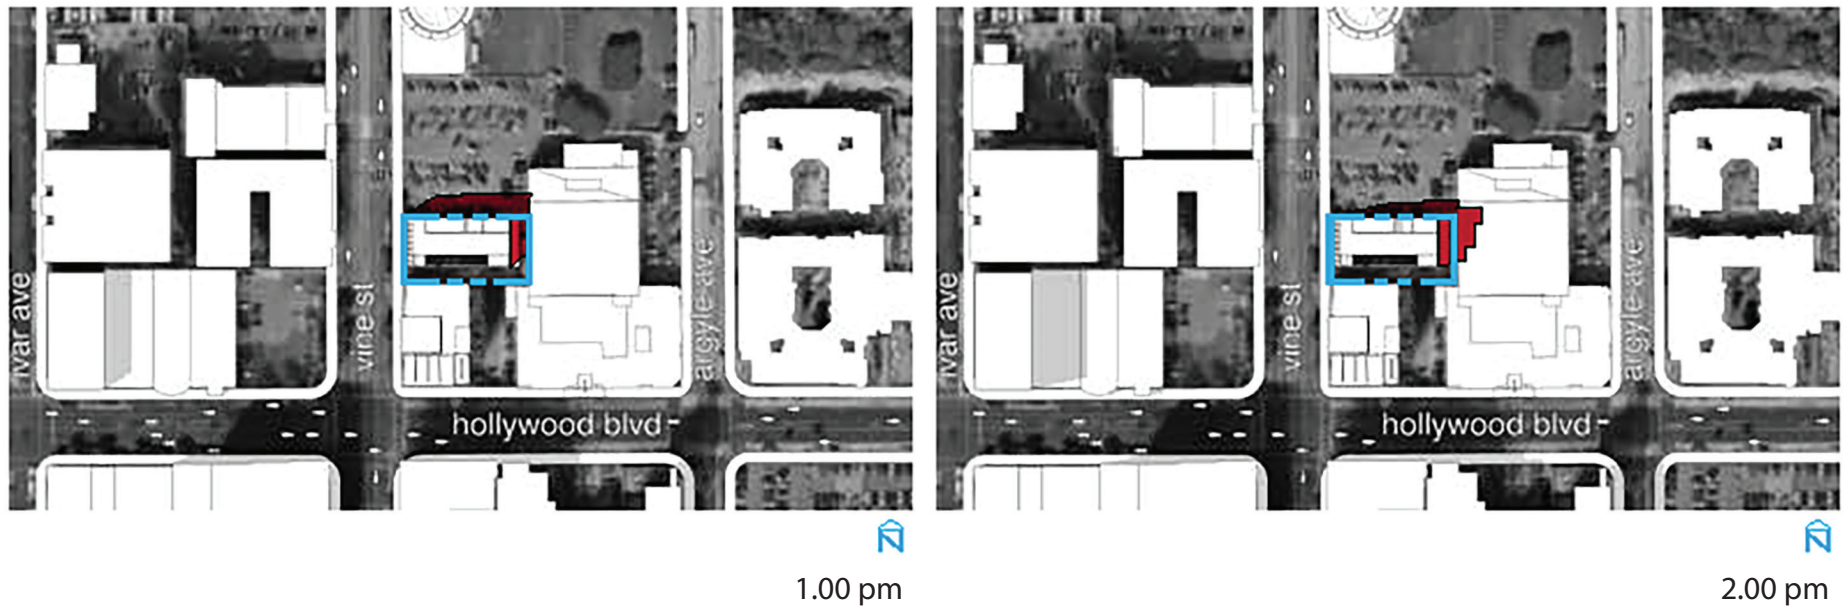 ivar ave
vine st
argyle ave
hollywood blvd
N
1.00 pm
ivar ave
vine st
argyle ave
hollywood blvd
N
2.00 pm